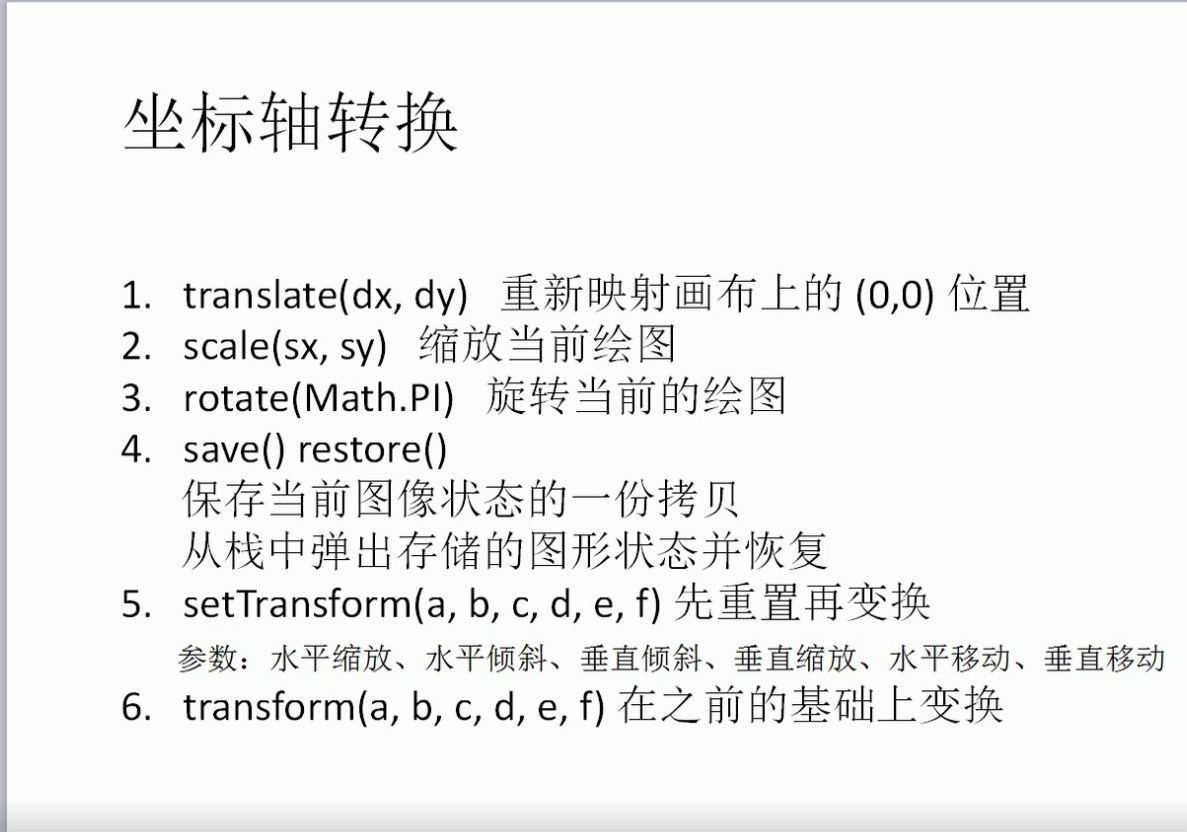 坐标轴转换
1. translate(dx, dy) 重新映射画布上的 (0,0) 位置
2. scale(sx, sy) 缩放当前绘图
3. rotate(Math.PI) 旋转当前的绘图
4. save() restore()
保存当前图像状态的一份拷贝
从栈中弹出存储的图形状态并恢复
5. setTransform(a, b, c, d, e, f) 先重置再变换
参数：水平缩放、水平倾斜、垂直倾斜、垂直缩放、水平移动、垂直移动
6. transform(a, b, c, d, e, f) 在之前的基础上变换